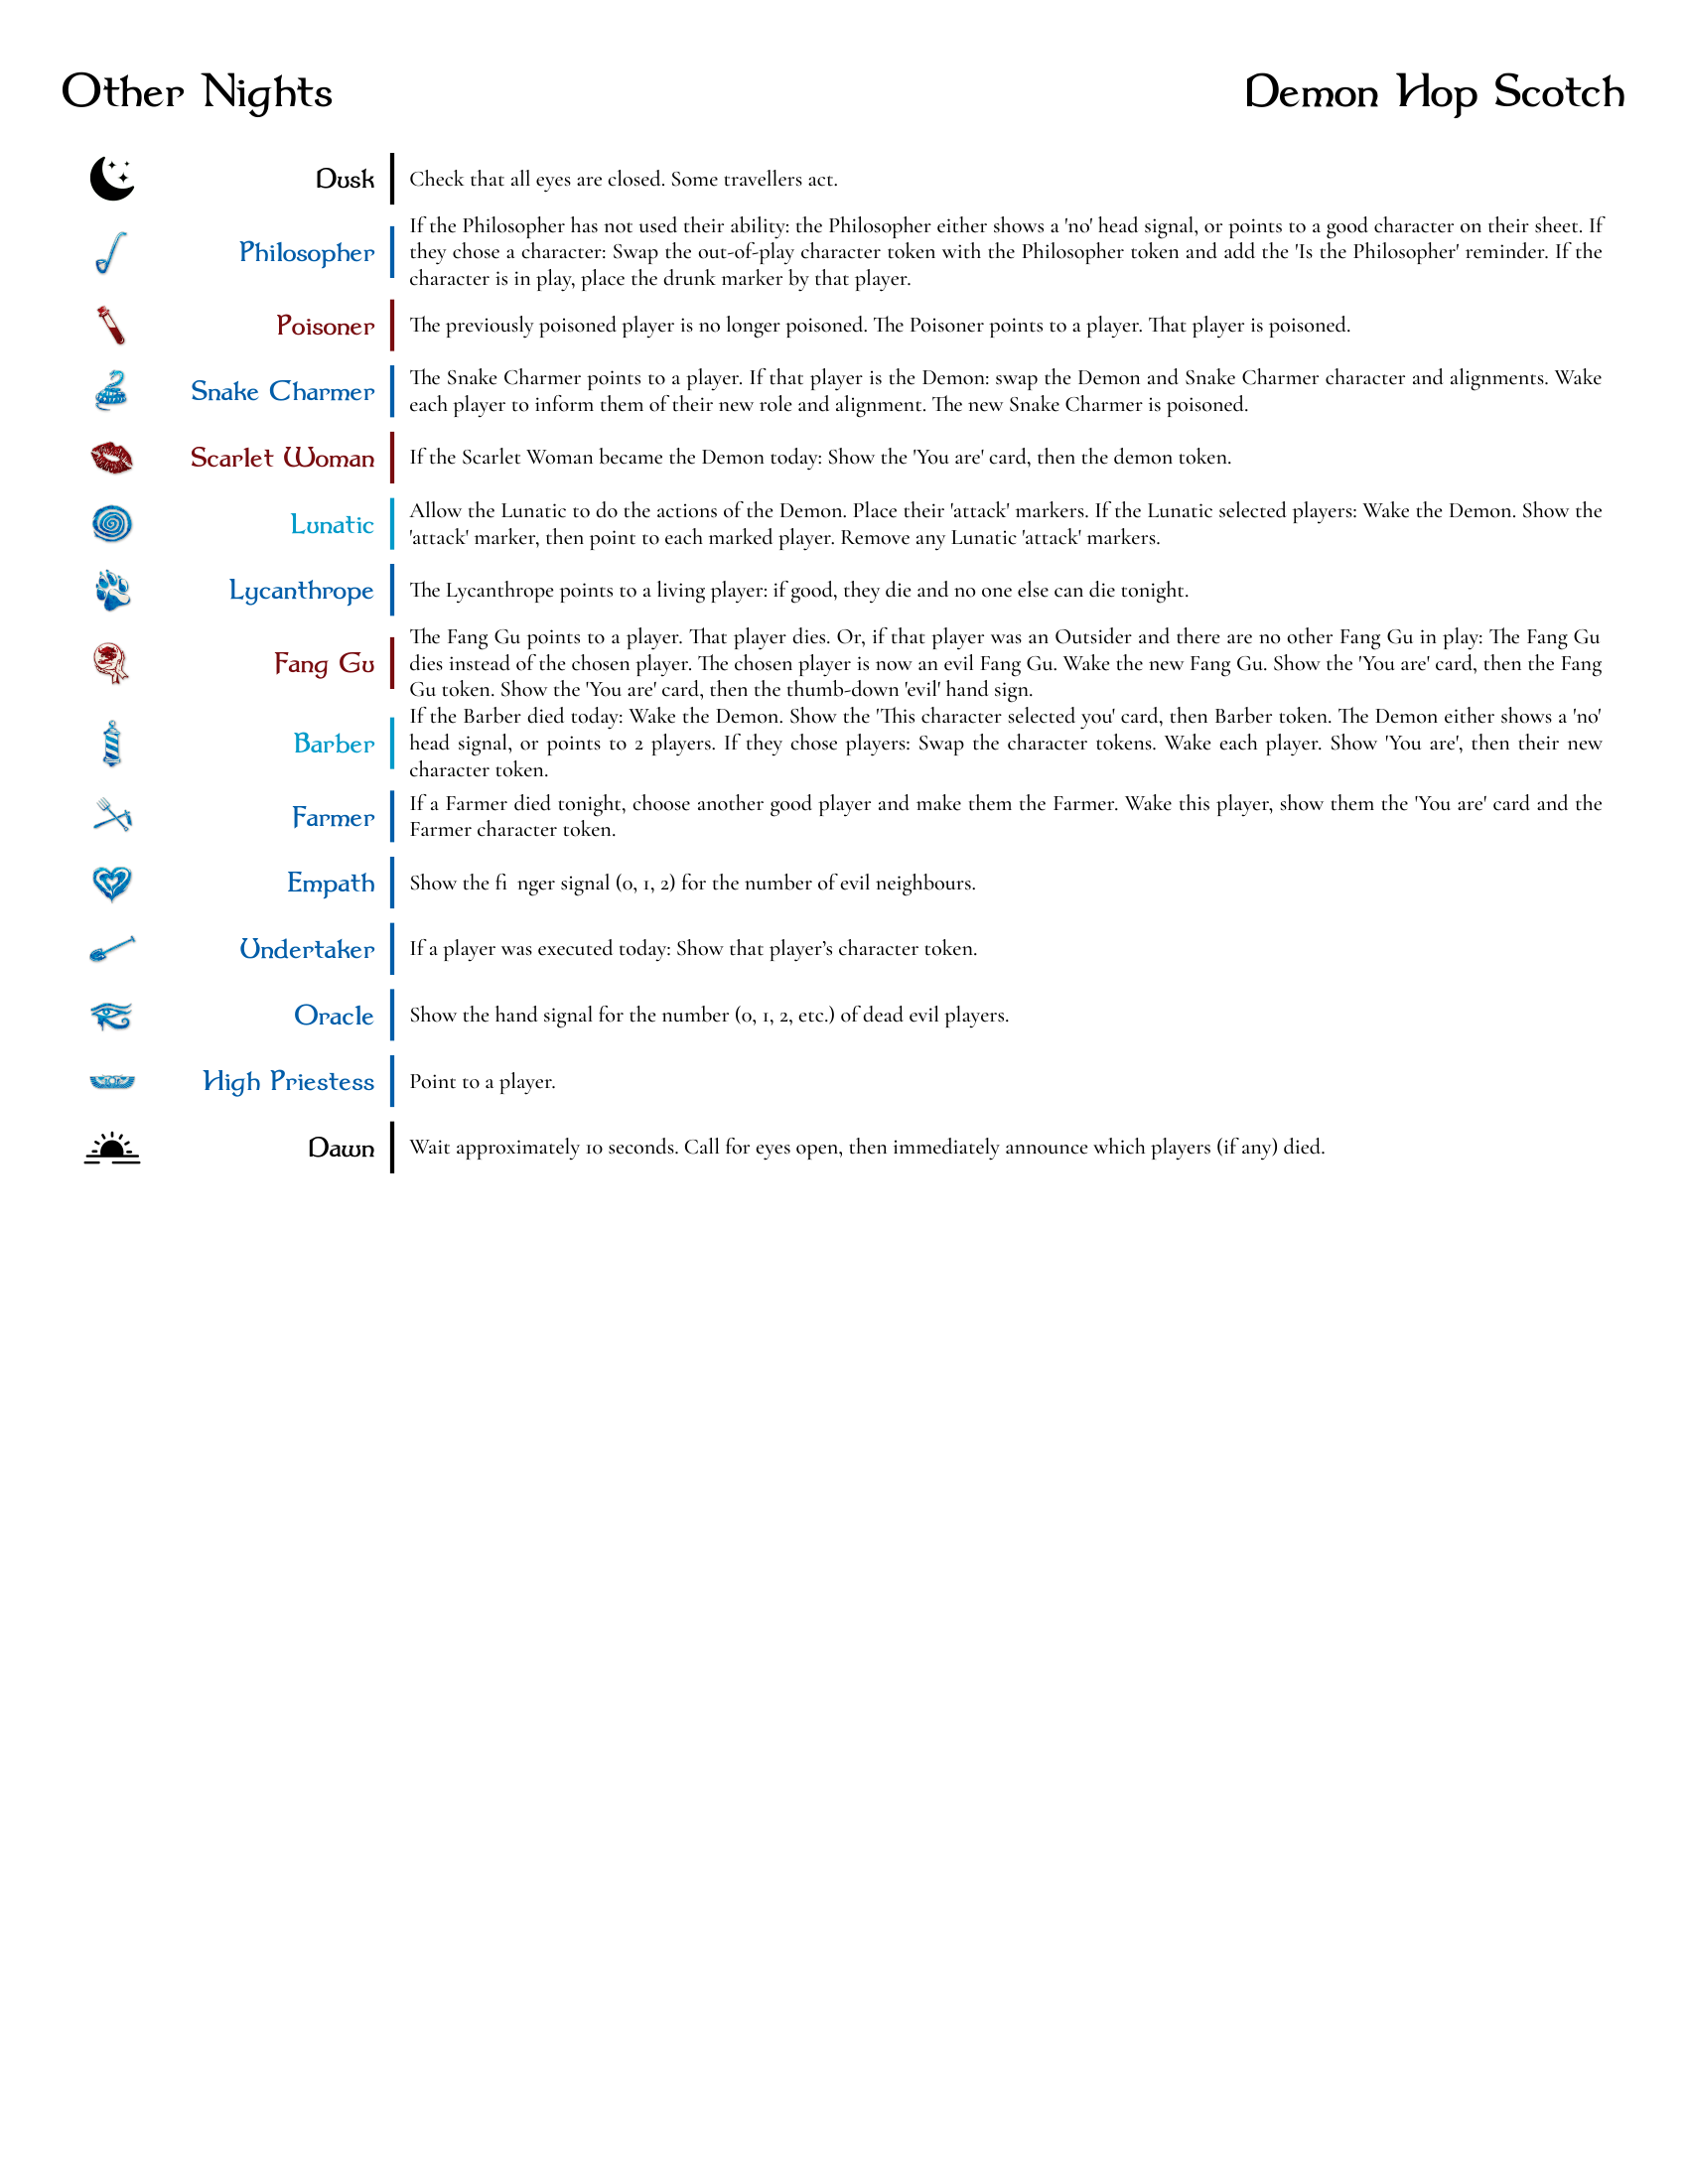 Other Nights
Demon Hop Scotch
Dusk
Check that all eyes are closed. Some travellers act.
Philosopher
If the Philosopher has not used their ability: the Philosopher either shows a 'no' head signal, or points to a good character on their sheet. If
they chose a character: Swap the out-of-play character token with the Philosopher token and add the 'Is the Philosopher' reminder. If the
character is in play, place the drunk marker by that player.
Poisoner
The previously poisoned player is no longer poisoned. The Poisoner points to a player. That player is poisoned.
Snake Charmer
The Snake Charmer points to a player. If that player is the Demon: swap the Demon and Snake Charmer character and alignments. Wake
each player to inform them of their new role and alignment. The new Snake Charmer is poisoned.
Scarlet Woman
If the Scarlet Woman became the Demon today: Show the 'You are' card, then the demon token.
Lunatic
Allow the Lunatic to do the actions of the Demon. Place their 'attack' markers. If the Lunatic selected players: Wake the Demon. Show the
'attack' marker, then point to each marked player. Remove any Lunatic 'attack' markers.
Lycanthrope
The Lycanthrope points to a living player: if good, they die and no one else can die tonight.
Fang Gu
The Fang Gu points to a player. That player dies. Or, if that player was an Outsider and there are no other Fang Gu in play: The Fang Gu
dies instead of the chosen player. The chosen player is now an evil Fang Gu. Wake the new Fang Gu. Show the 'You are' card, then the Fang
Gu token. Show the 'You are' card, then the thumb-down 'evil' hand sign.
Barber
If the Barber died today: Wake the Demon. Show the 'This character selected you' card, then Barber token. The Demon either shows a 'no'
head signal, or points to 2 players. If they chose players: Swap the character tokens. Wake each player. Show 'You are', then their new
character token.
Farmer
If a Farmer died tonight, choose another good player and make them the Farmer. Wake this player, show them the 'You are' card and the
Farmer character token.
Empath
Show the fi nger signal (0, 1, 2) for the number of evil neighbours.
Undertaker
If a player was executed today: Show that player’s character token.
Oracle
Show the hand signal for the number (0, 1, 2, etc.) of dead evil players.
High Priestess
Point to a player.
Dawn
Wait approximately 10 seconds. Call for eyes open, then immediately announce which players (if any) died.